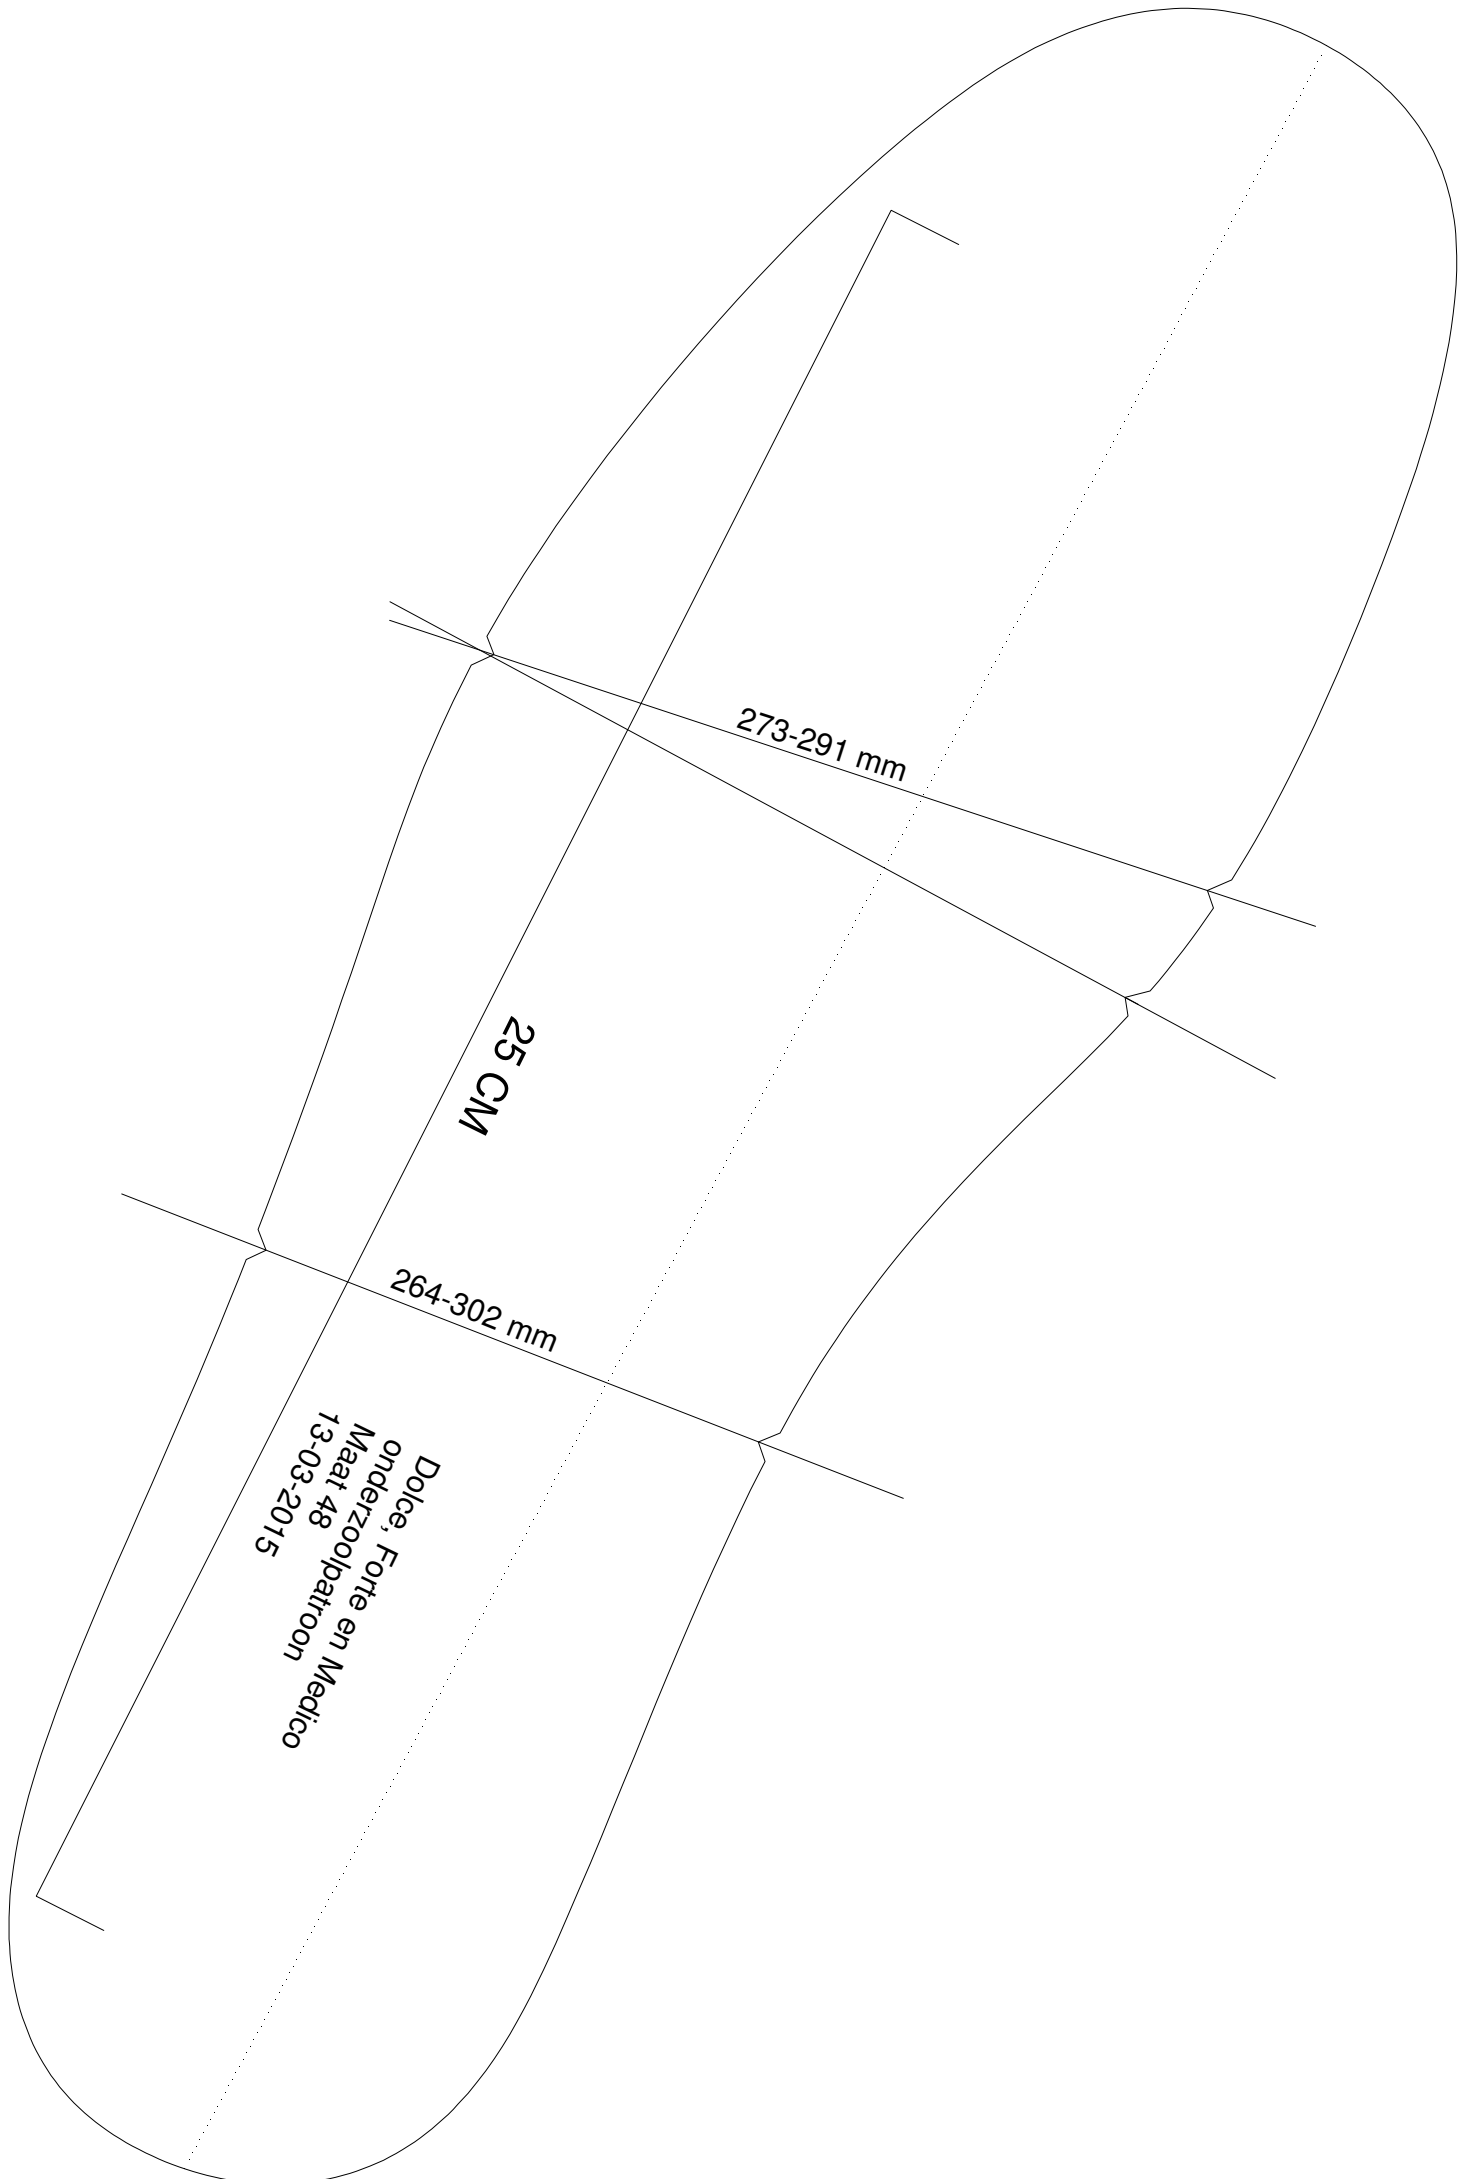 273-291 mm
25 CM
264-302 mm
Dolce, Forte en Medico
onderzoolpatroon
Maat 48
13-03-2015